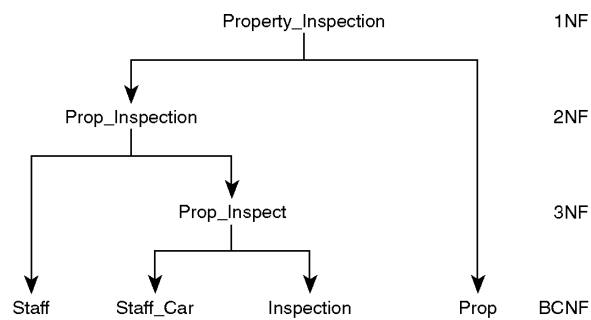 Property_Inspection 1NF
Prop_Inspection 2NF
Prop_Inspect 3NF
Staff Staff_Car Inspection Prop BCNF